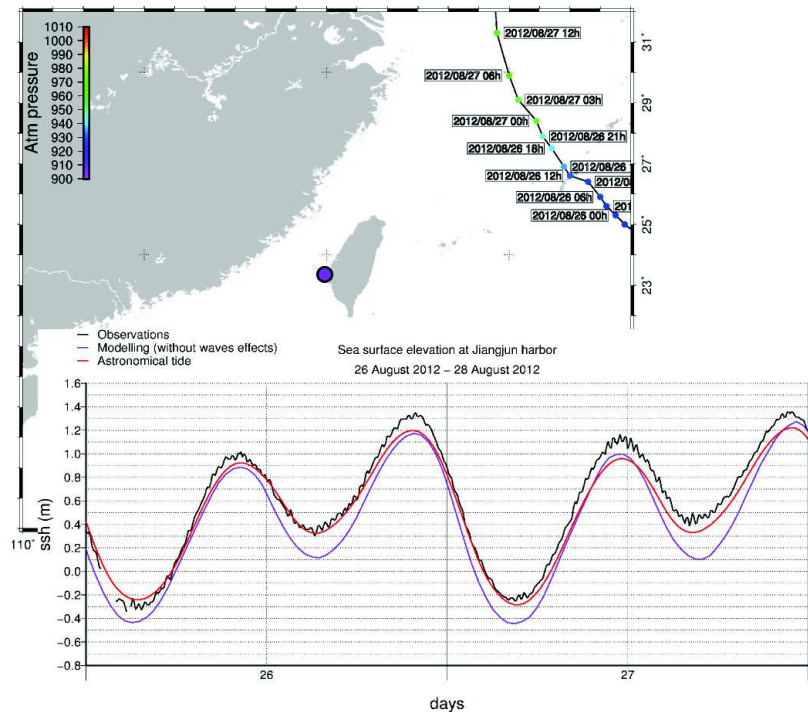 1010
1000
990
980
970
960
950
940
930
920
910
900
Atm pressure
2012/08/27 12h
2012/08/27 06h
2012/08/27 03h
2012/08/27 00h
2012/08/26 21h
2012/08/26 18h
2012/08/26
2012/08/26 12h
2012/08/26 06h
2012/08/26 00h
31°
29°
27°
25°
23°
110°
Observations
Modelling (without waves effects)
Astronomical tide
Sea surface elevation at Jiangjun harbor
26 August 2012 – 28 August 2012
ssh (m)
1.6
1.4
1.2
1.0
0.8
0.6
0.4
0.2
0.0
−0.2
−0.4
−0.6
−0.8
26
27
days